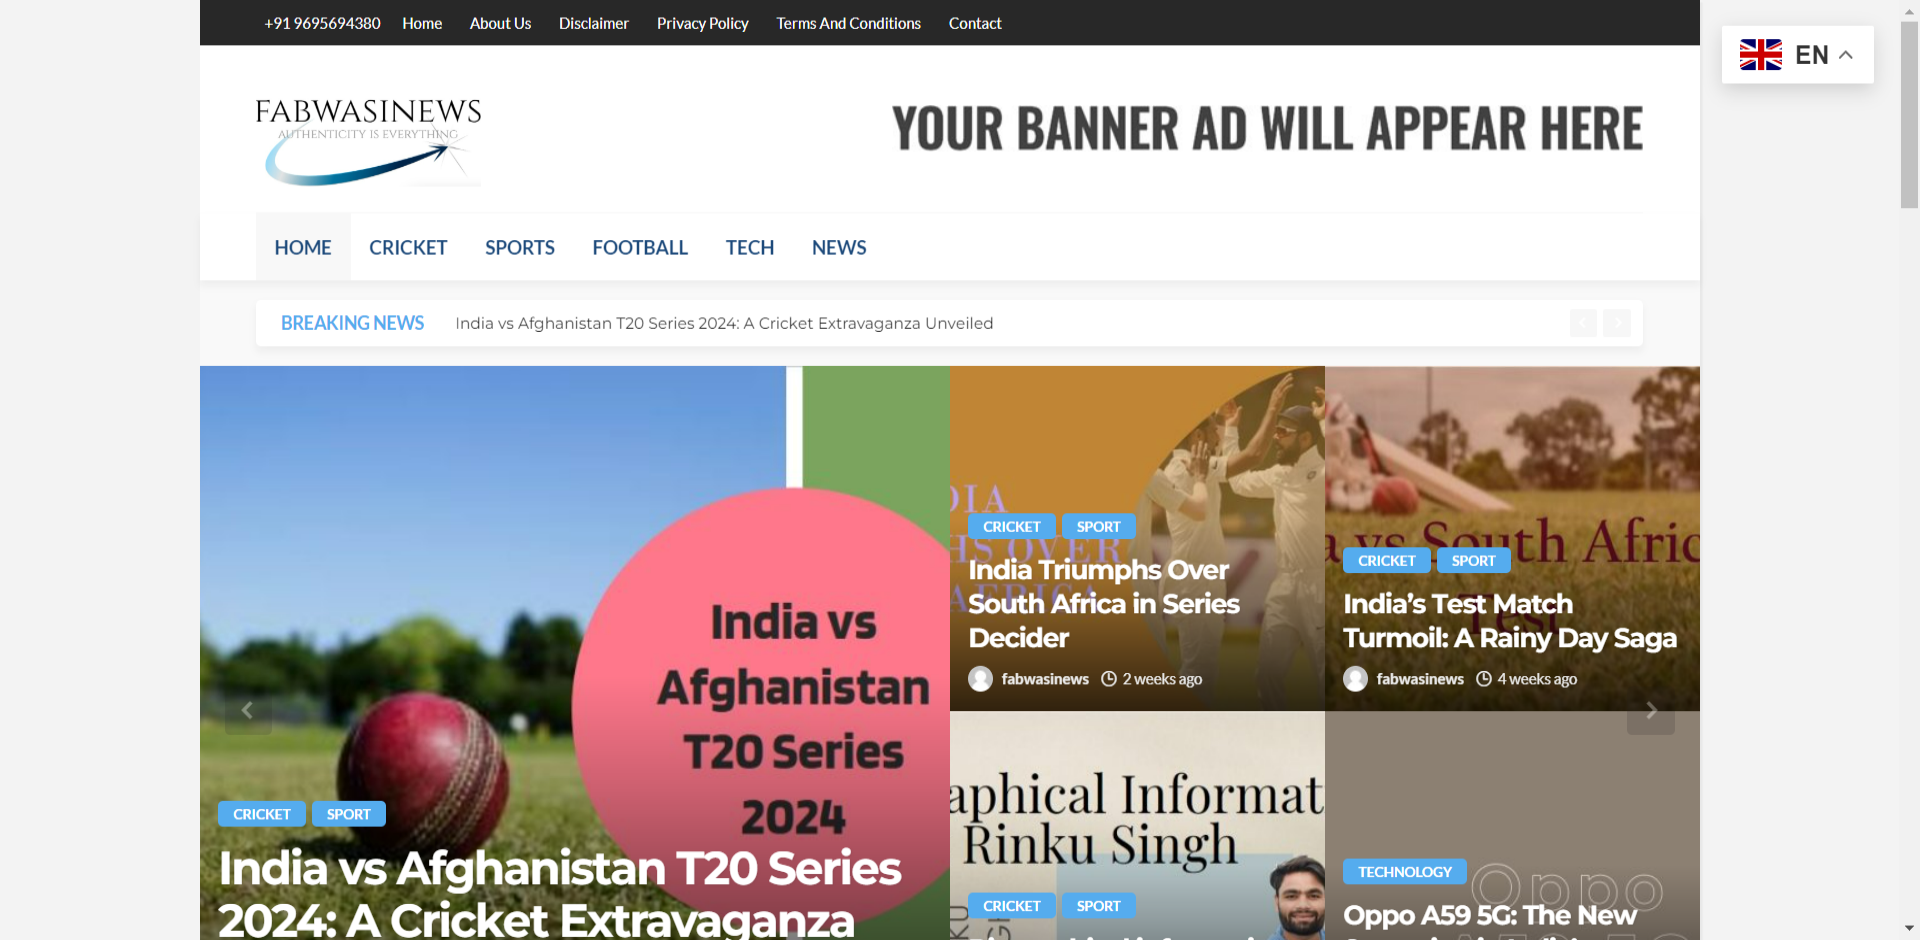 +91 9695694380 Home About Us Disclaimer Privacy Policy Terms And Conditions Contact
EN
FABWASINEWS
AUTHENTICITY IS EVERYTHING
YOUR BANNER AD WILL APPEAR HERE
HOME CRICKET SPORTS FOOTBALL TECH NEWS
BREAKING NEWS India vs Afghanistan T20 Series 2024: A Cricket Extravaganza Unveiled
India vs
Afghanistan
T20 Series
2024
CRICKET SPORT
India vs Afghanistan T20 Series
2024: A Cricket Extravaganza
CRICKET SPORT
India Triumphs Over
South Africa in Series
Decider
fabwasinews 2 weeks ago
vs South Afric
Test
CRICKET SPORT
India’s Test Match
Turmoil: A Rainy Day Saga
fabwasinews 4 weeks ago
aphical Informat
Rinku Singh
CRICKET SPORT
Oppo
TECHNOLOGY
Oppo A59 5G: The New